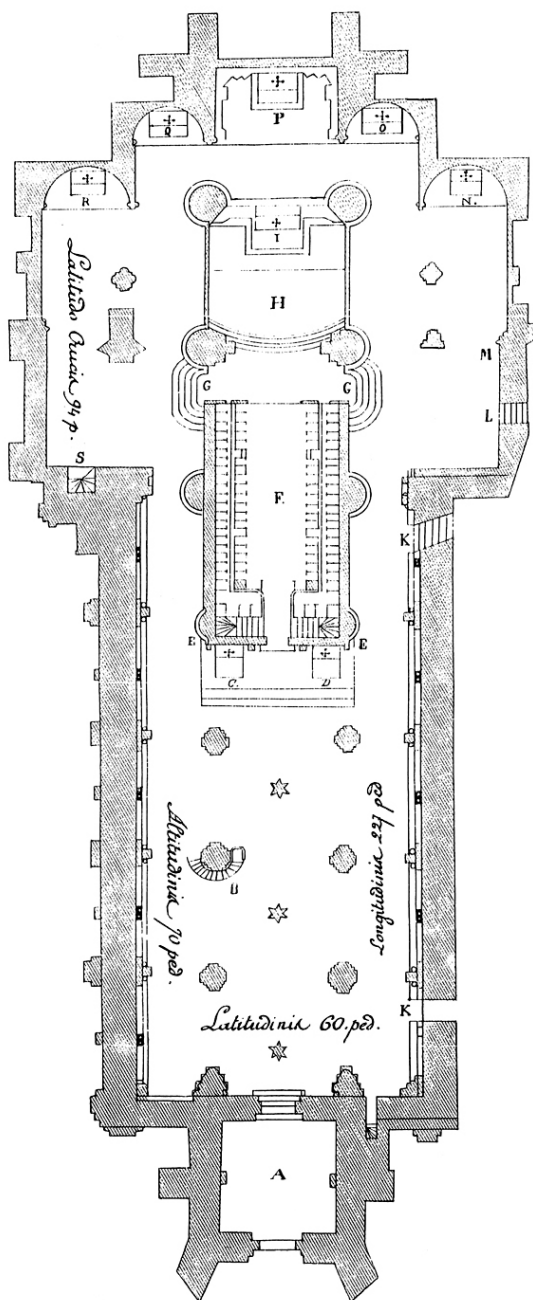 P
Q
O
R
N.
I
H
Latitudo Crucis 94 p.
M
G
G
L
S
F.
K
E
E
C.
D
Altitudinis 70 ped.
Longitudinis 227 ped
B
K
Latitudinis 60. ped.
A